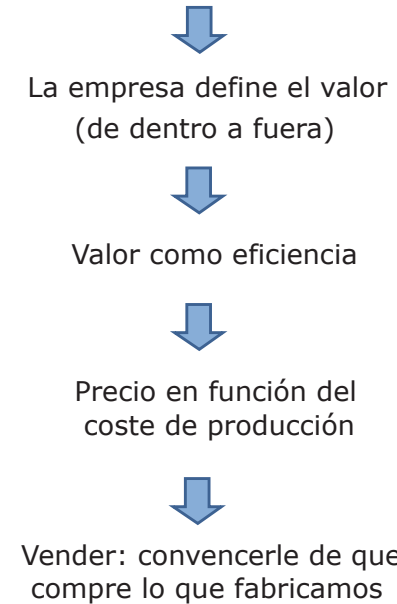 La empresa define el valor
(de dentro a fuera)
Valor como eficiencia
Precio en función del
coste de producción
Vender: convencerle de que
compre lo que fabricamos